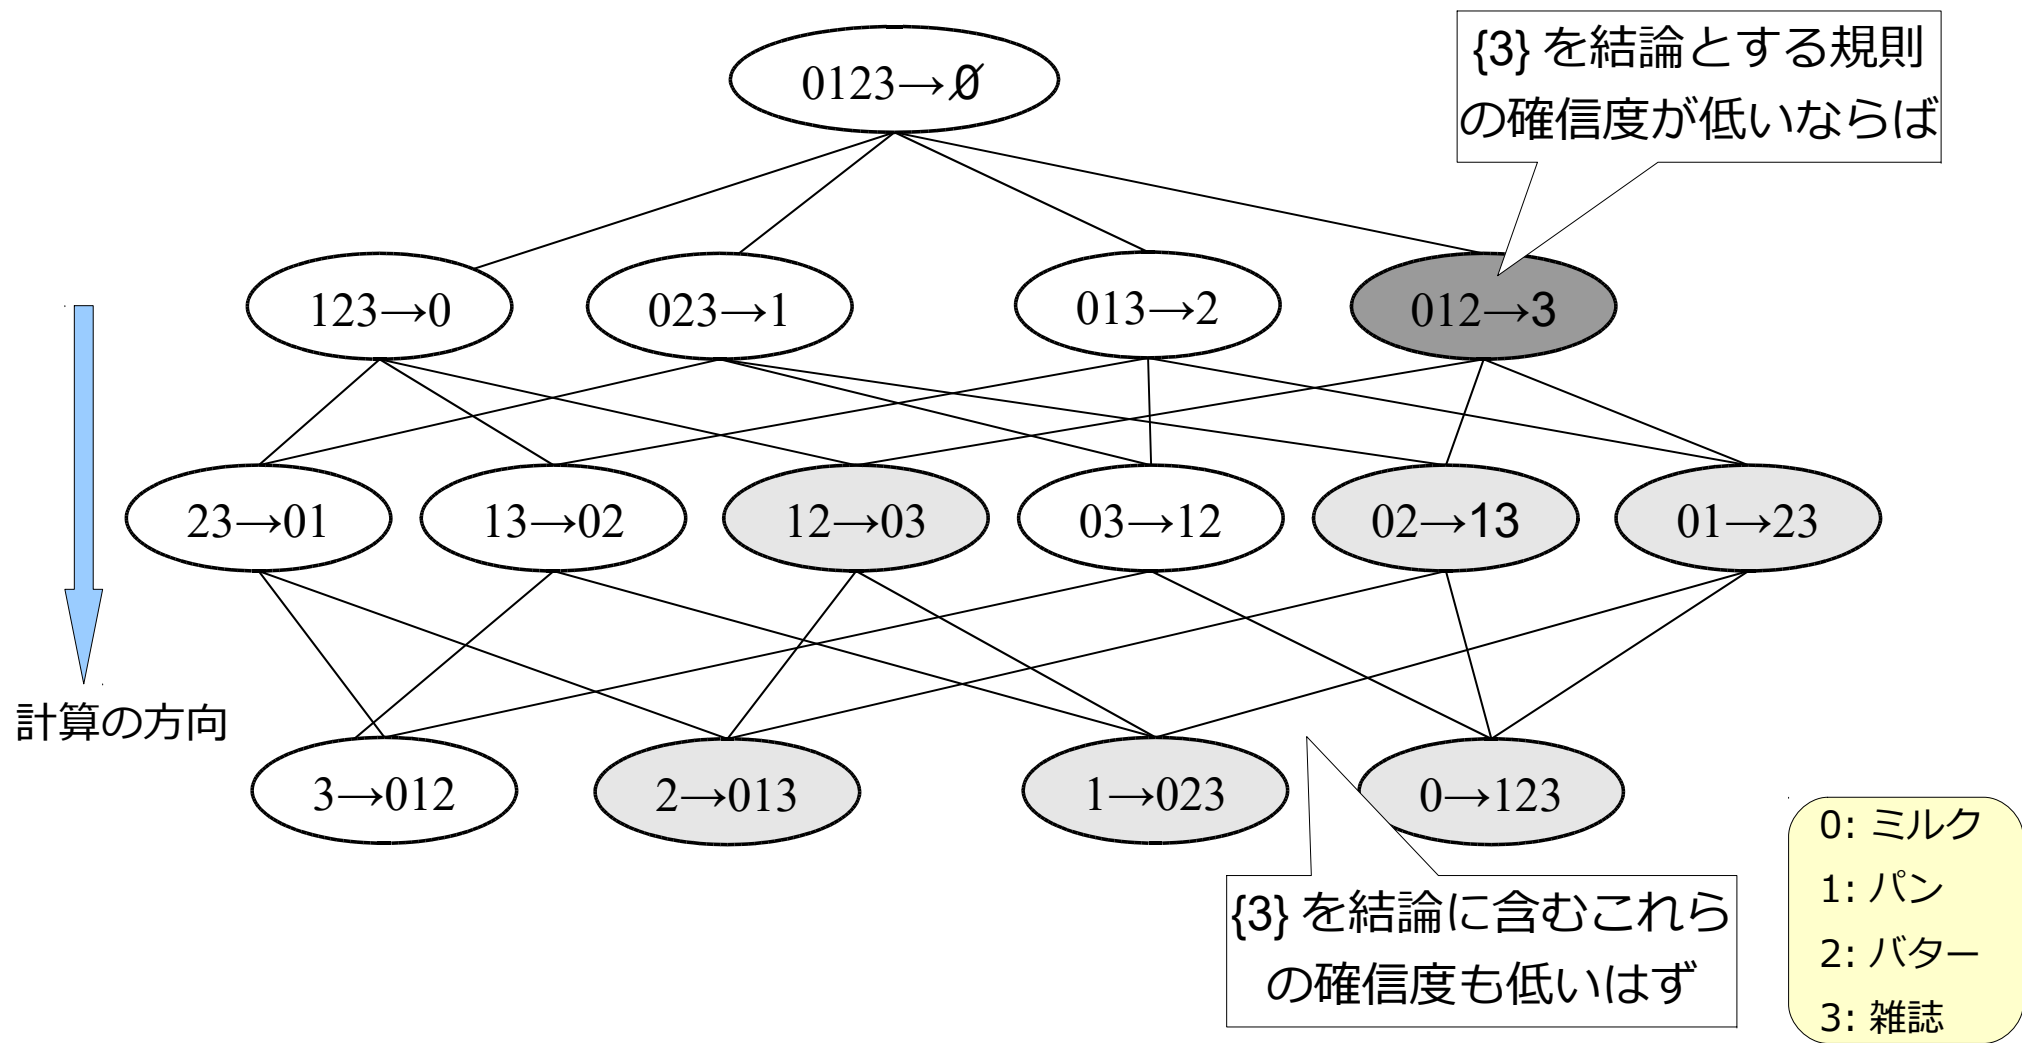 {3} を結論とする規則
の確信度が低いならば
0123→∅
123→0
023→1
013→2
012→3
23→01
13→02
12→03
03→12
02→13
01→23
計算の方向
3→012
2→013
1→023
0→123
{3} を結論に含むこれら
の確信度も低いはず
0: ミルク
1: パン
2: バター
3: 雑誌